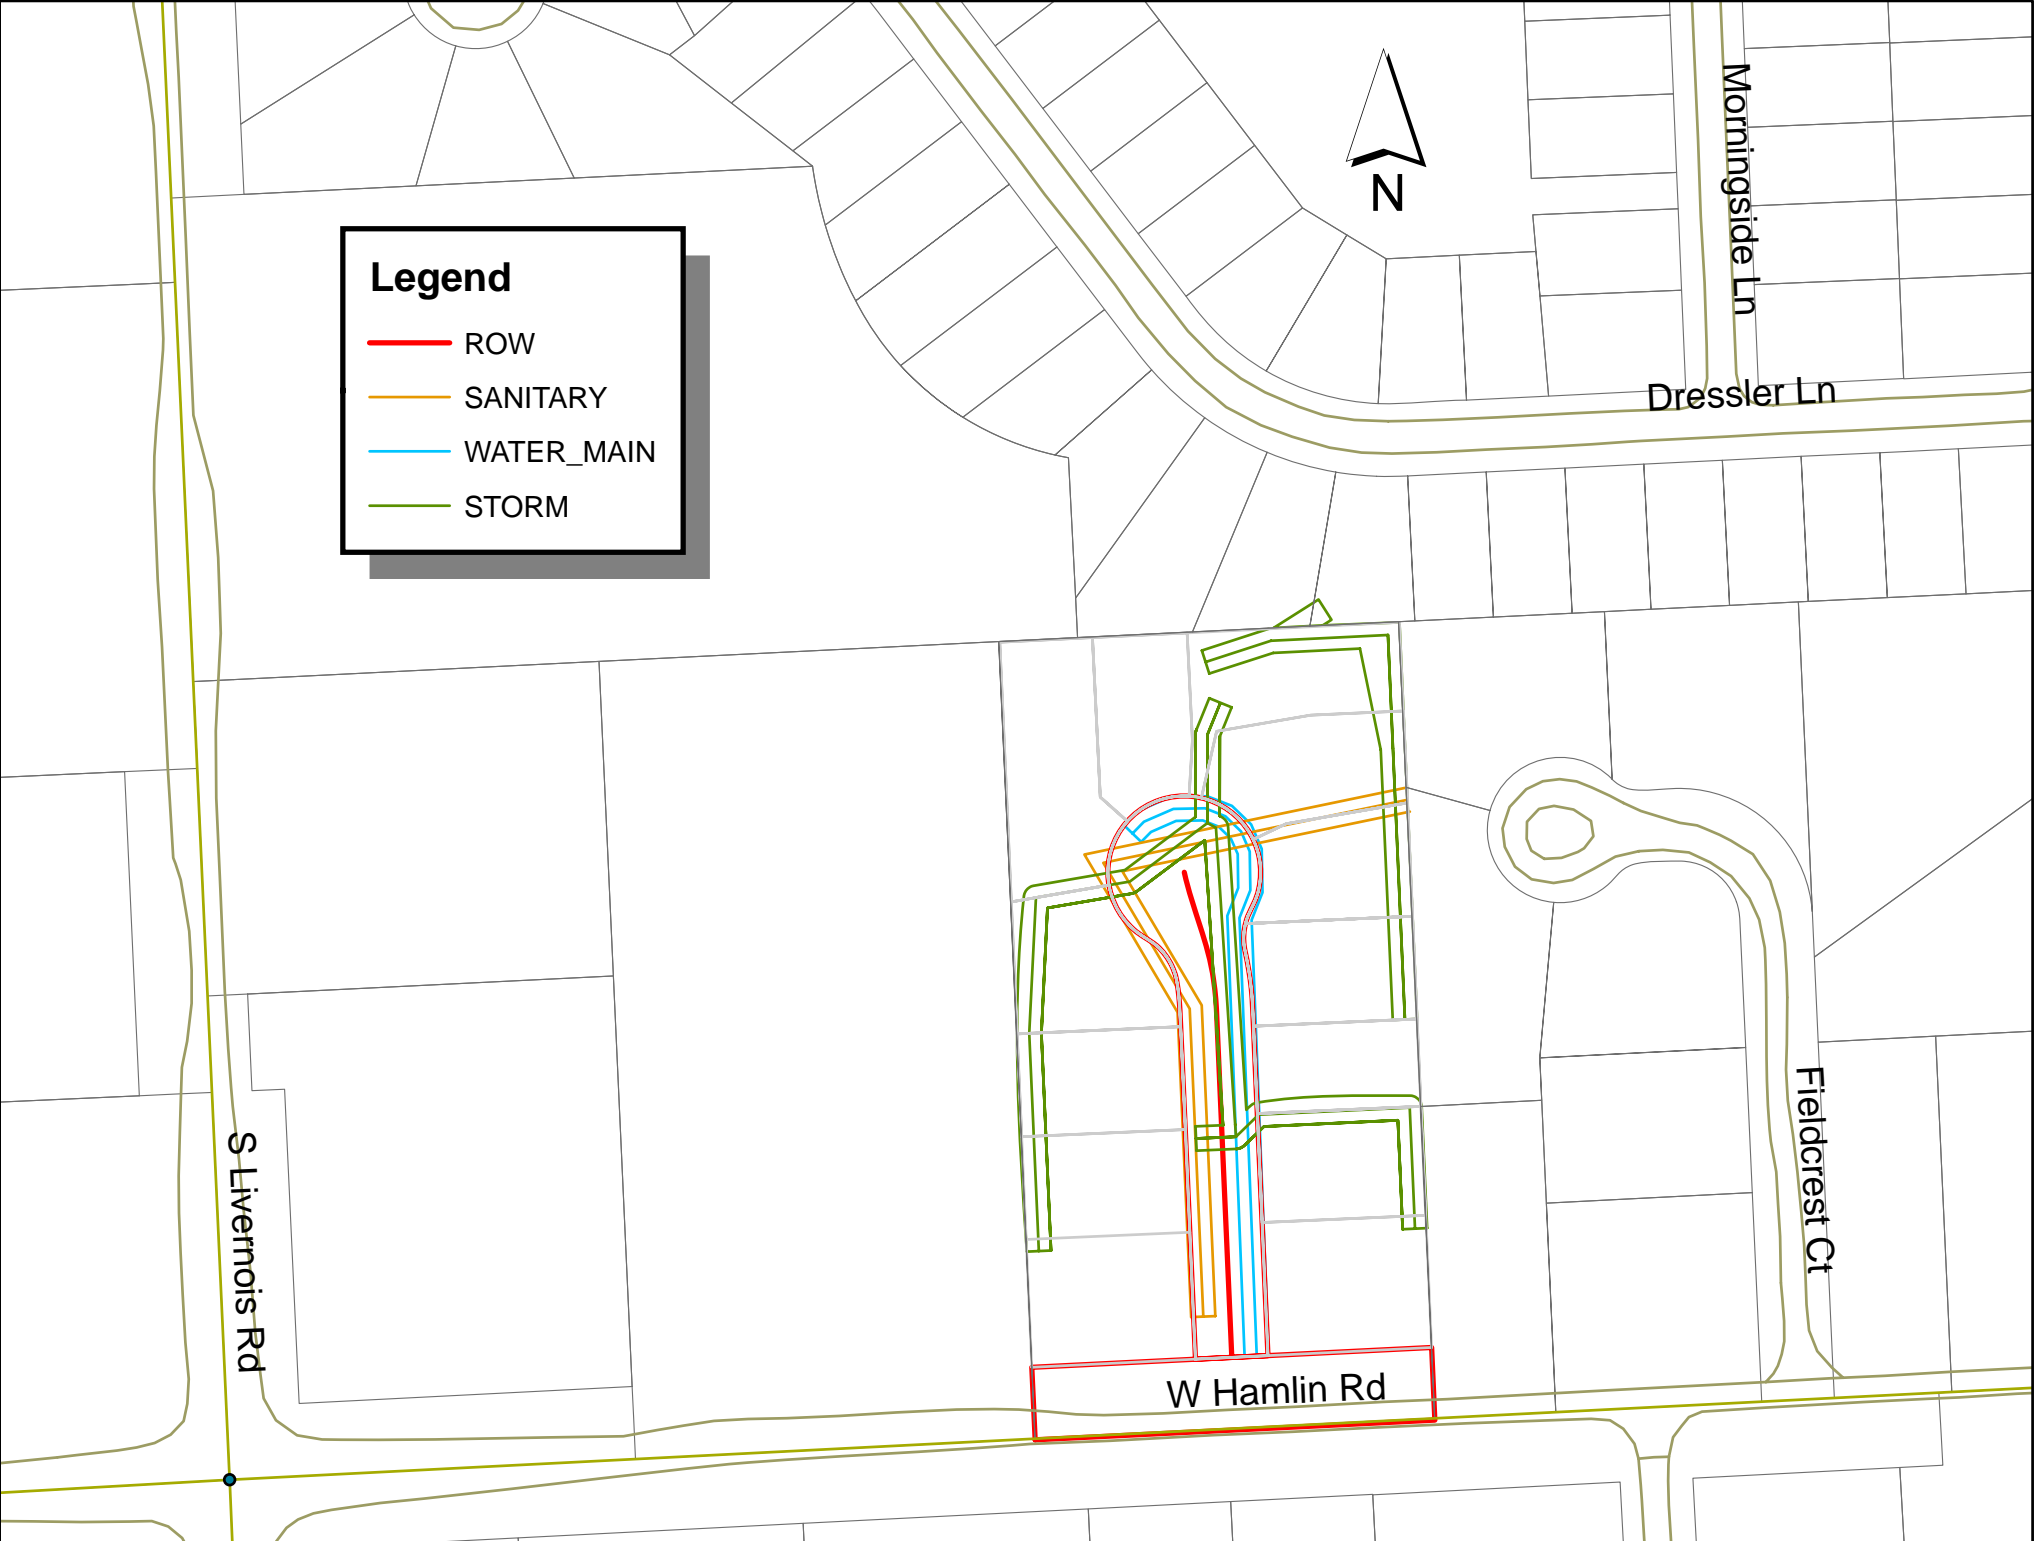 Morningside Ln
N
Legend
ROW
SANITARY
WATER_MAIN
STORM
Dressler Ln
Fieldcrest Ct
S Livernois Rd
W Hamlin Rd